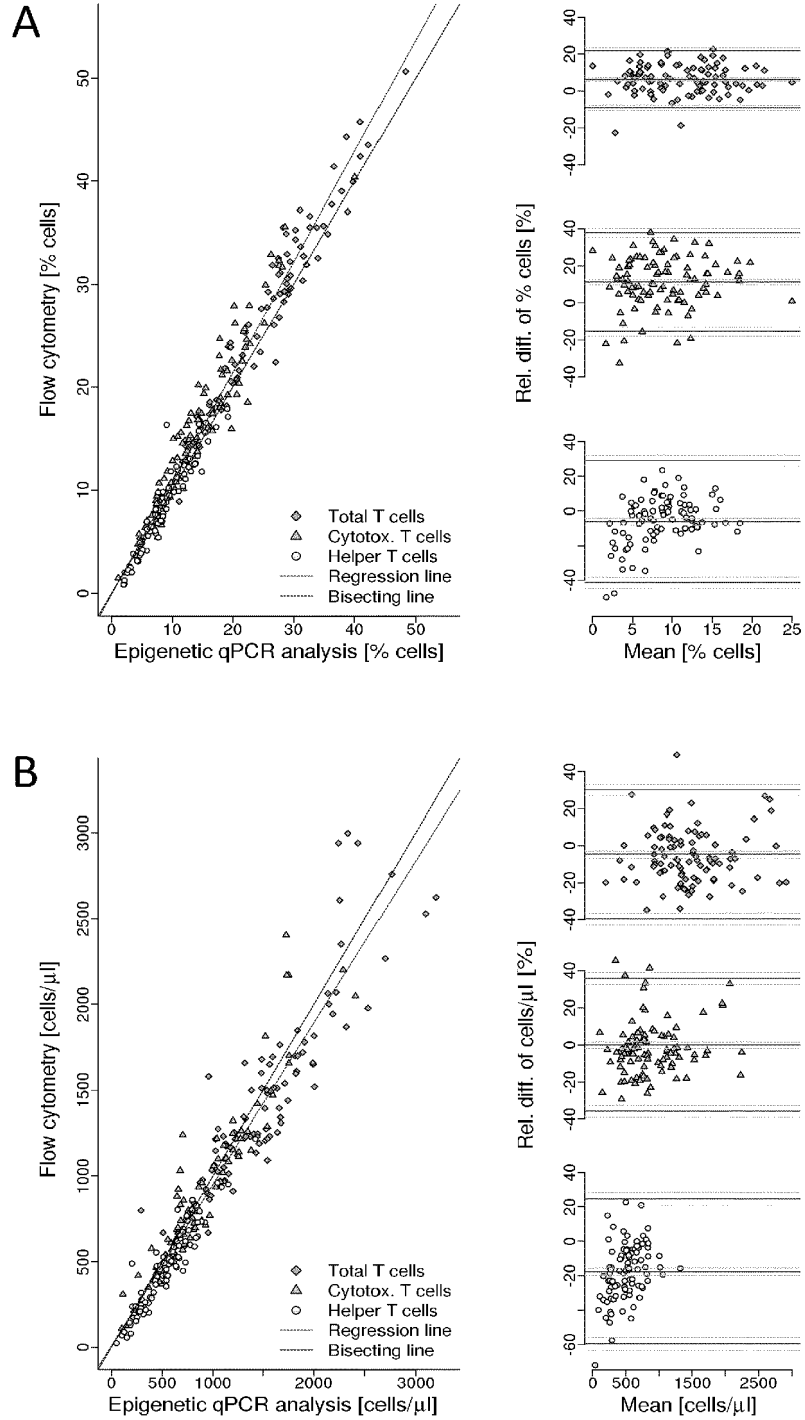 A
Flow cytometry [% cells]
50
40
30
20
10
0
Total T cells
Cytotox. T cells
Helper T cells
Regression line
Bisecting line
0 10 20 30 40 50
Epigenetic qPCR analysis [% cells]
Rel. diff. of % cells [%]
40
20
0
-20
-40
40
20
0
-20
-40
40
20
0
-20
-40
0 5 10 15 20 25
Mean [% cells]
B
Flow cytometry [cells/µl]
3000
2500
2000
1500
1000
500
0
Total T cells
Cytotox. T cells
Helper T cells
Regression line
Bisecting line
0 500 1000 2000 3000
Epigenetic qPCR analysis [cells/µl]
Rel. diff. of cells/µl [%]
40
20
0
-20
-40
40
20
0
-20
-40
40
20
0
-20
-60
0 500 1500 2500
Mean [cells/µl]